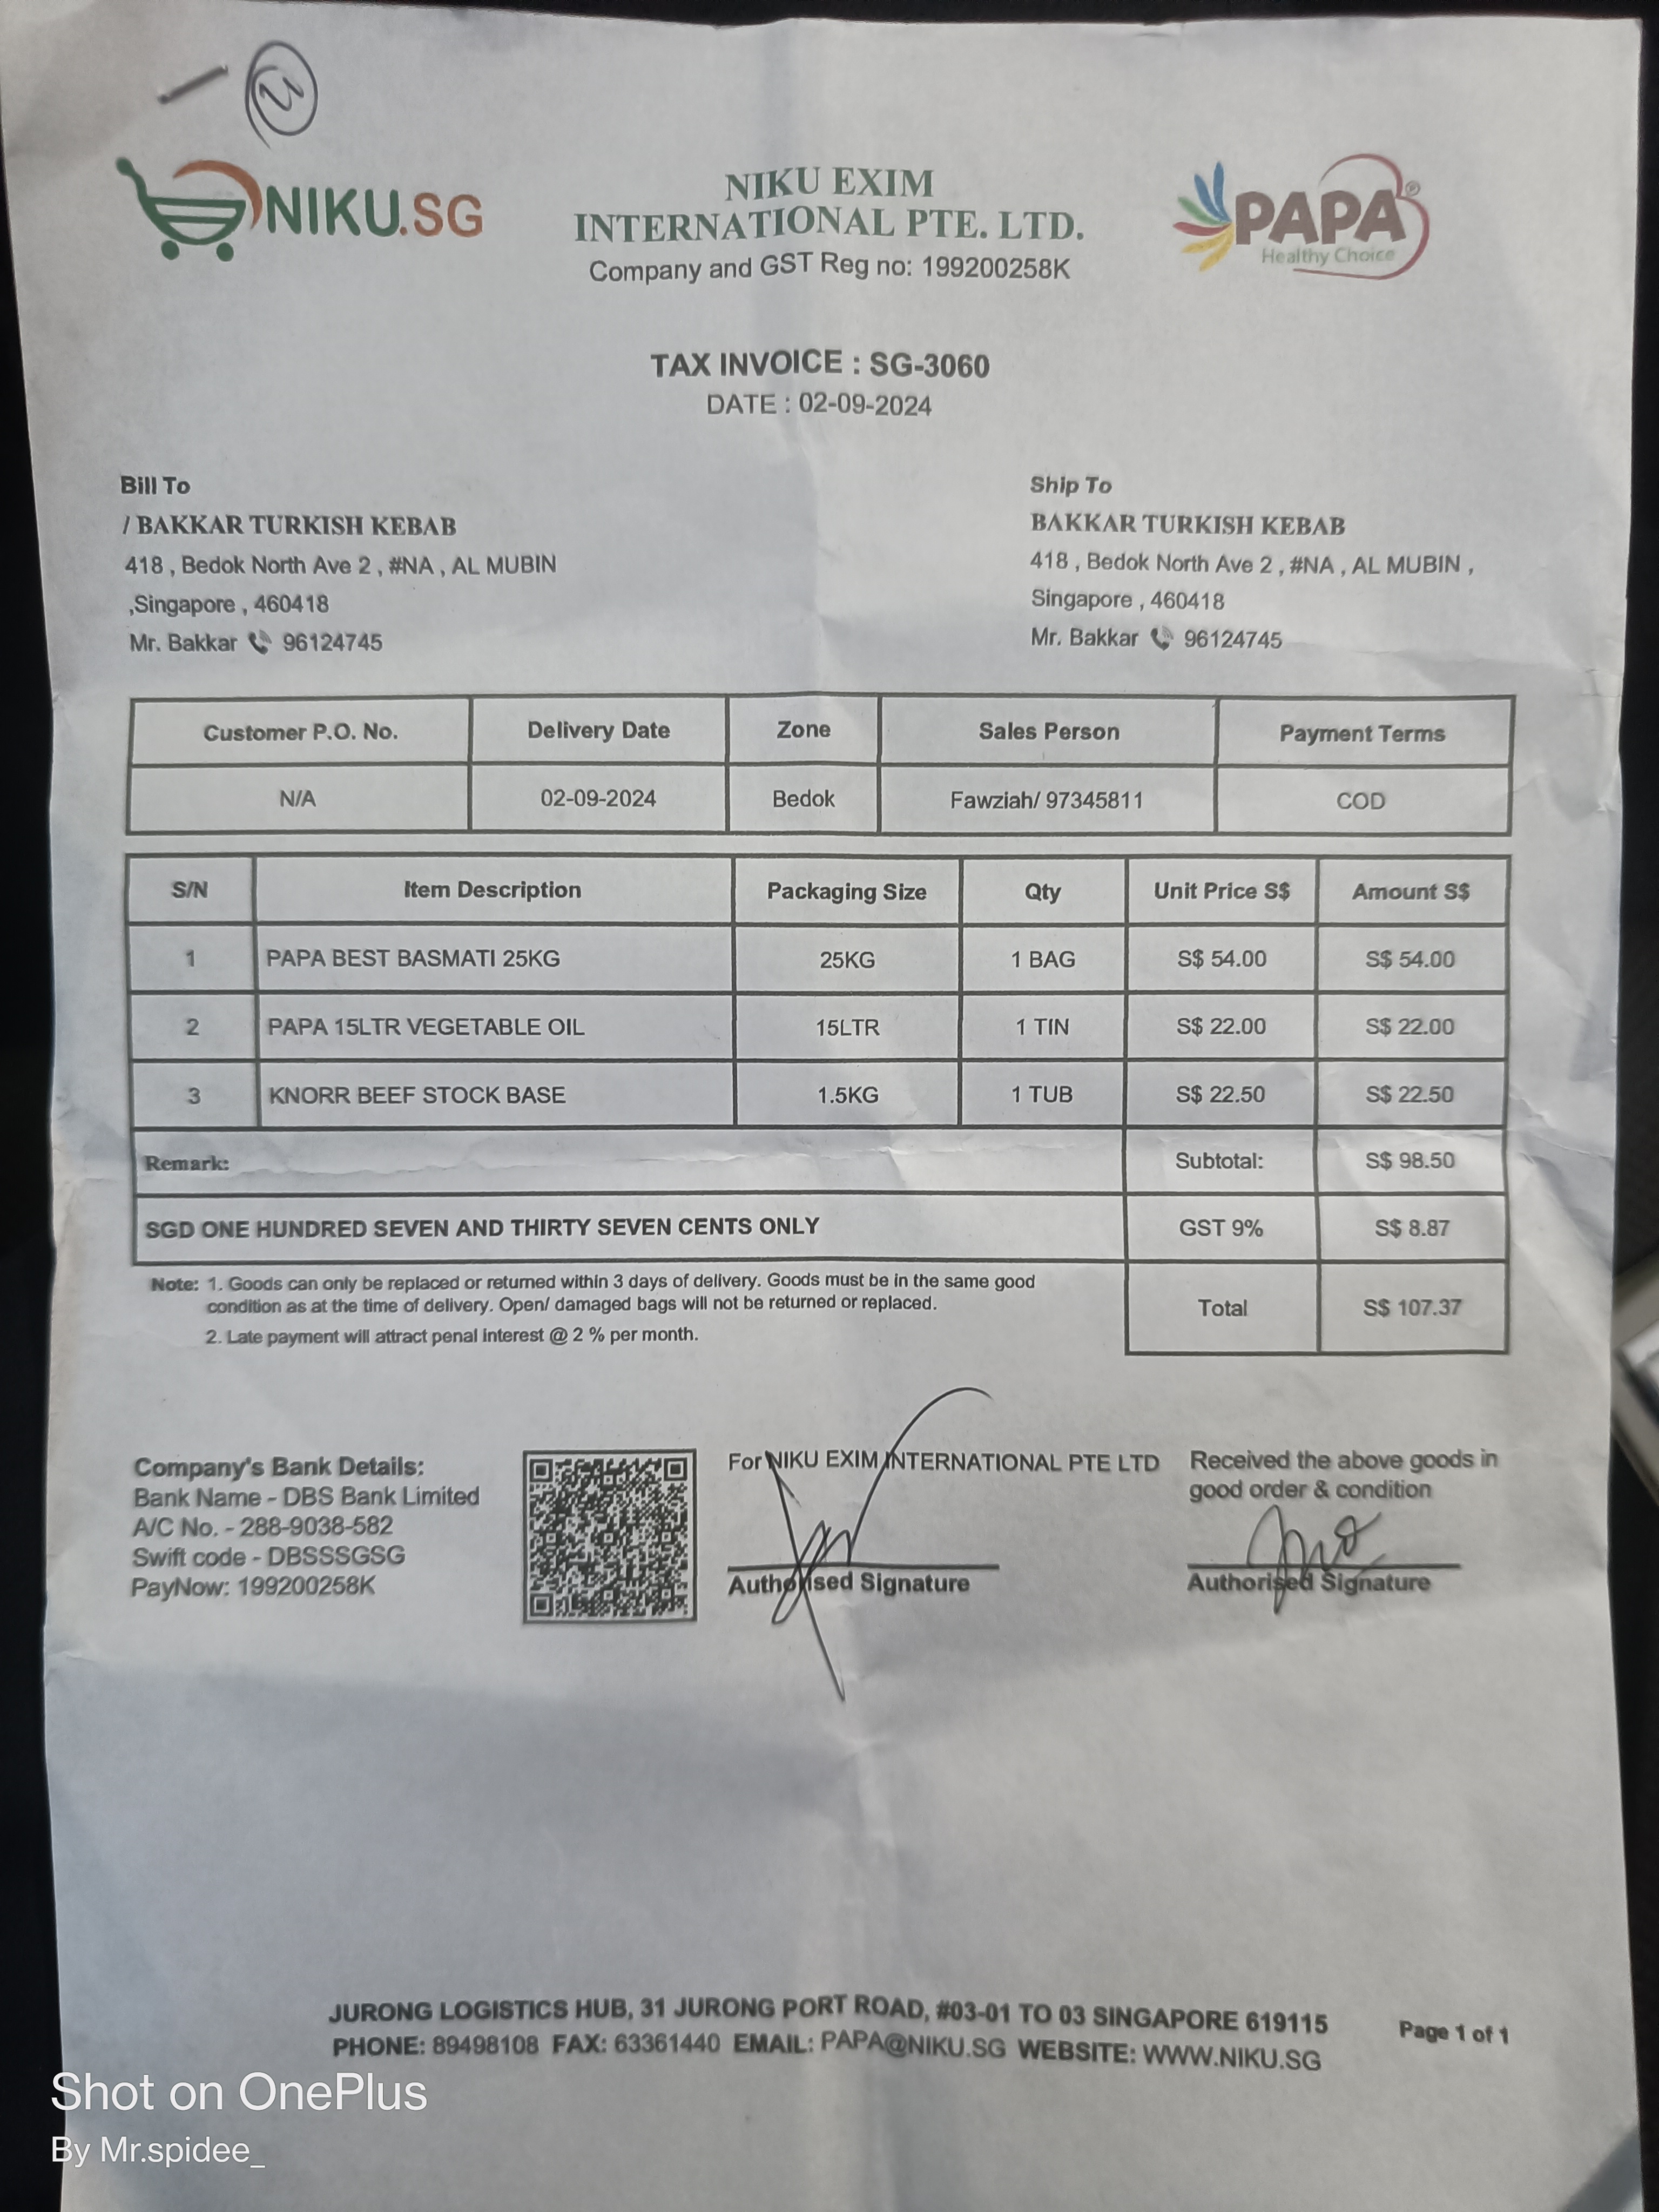 NIKU.SG
NIKU EXIM
INTERNATIONAL PTE. LTD.
Company and GST Reg no: 199200258K
PAPA®
Healthy Choice
TAX INVOICE : SG-3060
DATE : 02-09-2024
Bill To
/ BAKKAR TURKISH KEBAB
418 , Bedok North Ave 2 , #NA , AL MUBIN
,Singapore , 460418
Mr. Bakkar 96124745
Ship To
BAKKAR TURKISH KEBAB
418 , Bedok North Ave 2 , #NA , AL MUBIN ,
Singapore , 460418
Mr. Bakkar 96124745
Customer P.O. No. Delivery Date Zone Sales Person Payment Terms
N/A 02-09-2024 Bedok Fawziah/ 97345811 COD
S/N Item Description Packaging Size Qty Unit Price S$ Amount S$
1 PAPA BEST BASMATI 25KG 25KG 1 BAG S$ 54.00 S$ 54.00
2 PAPA 15LTR VEGETABLE OIL 15LTR 1 TIN S$ 22.00 S$ 22.00
3 KNORR BEEF STOCK BASE 1.5KG 1 TUB S$ 22.50 S$ 22.50
Remark: Subtotal: S$ 98.50
SGD ONE HUNDRED SEVEN AND THIRTY SEVEN CENTS ONLY GST 9% S$ 8.87
Note: 1. Goods can only be replaced or returned within 3 days of delivery. Goods must be in the same good
condition as at the time of delivery. Open/ damaged bags will not be returned or replaced.
2. Late payment will attract penal interest @ 2 % per month.
Total S$ 107.37
Company's Bank Details:
Bank Name - DBS Bank Limited
A/C No. - 288-9038-582
Swift code - DBSSSGSG
PayNow: 199200258K
For NIKU EXIM INTERNATIONAL PTE LTD
Authorised Signature
Received the above goods in
good order & condition
Authorised Signature
JURONG LOGISTICS HUB, 31 JURONG PORT ROAD, #03-01 TO 03 SINGAPORE 619115
PHONE: 89498108 FAX: 63361440 EMAIL: PAPA@NIKU.SG WEBSITE: WWW.NIKU.SG
Page 1 of 1
Shot on OnePlus
By Mr.spidee_